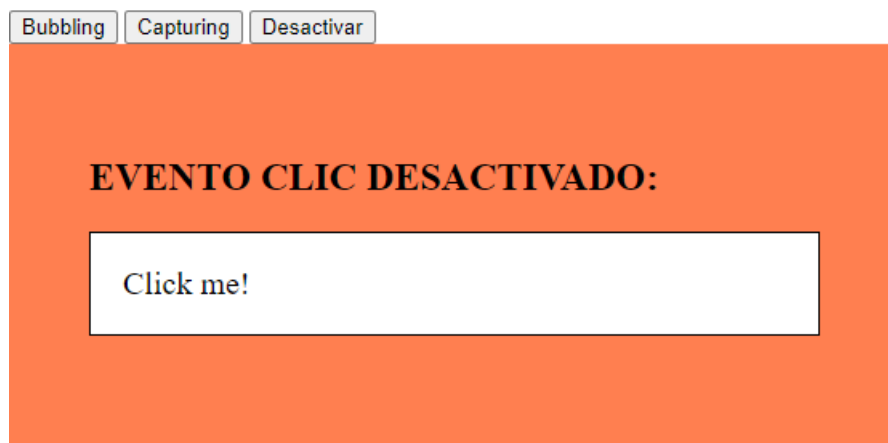 Bubbling Capturing Desactivar
EVENTO CLIC DESACTIVADO:
Click me!